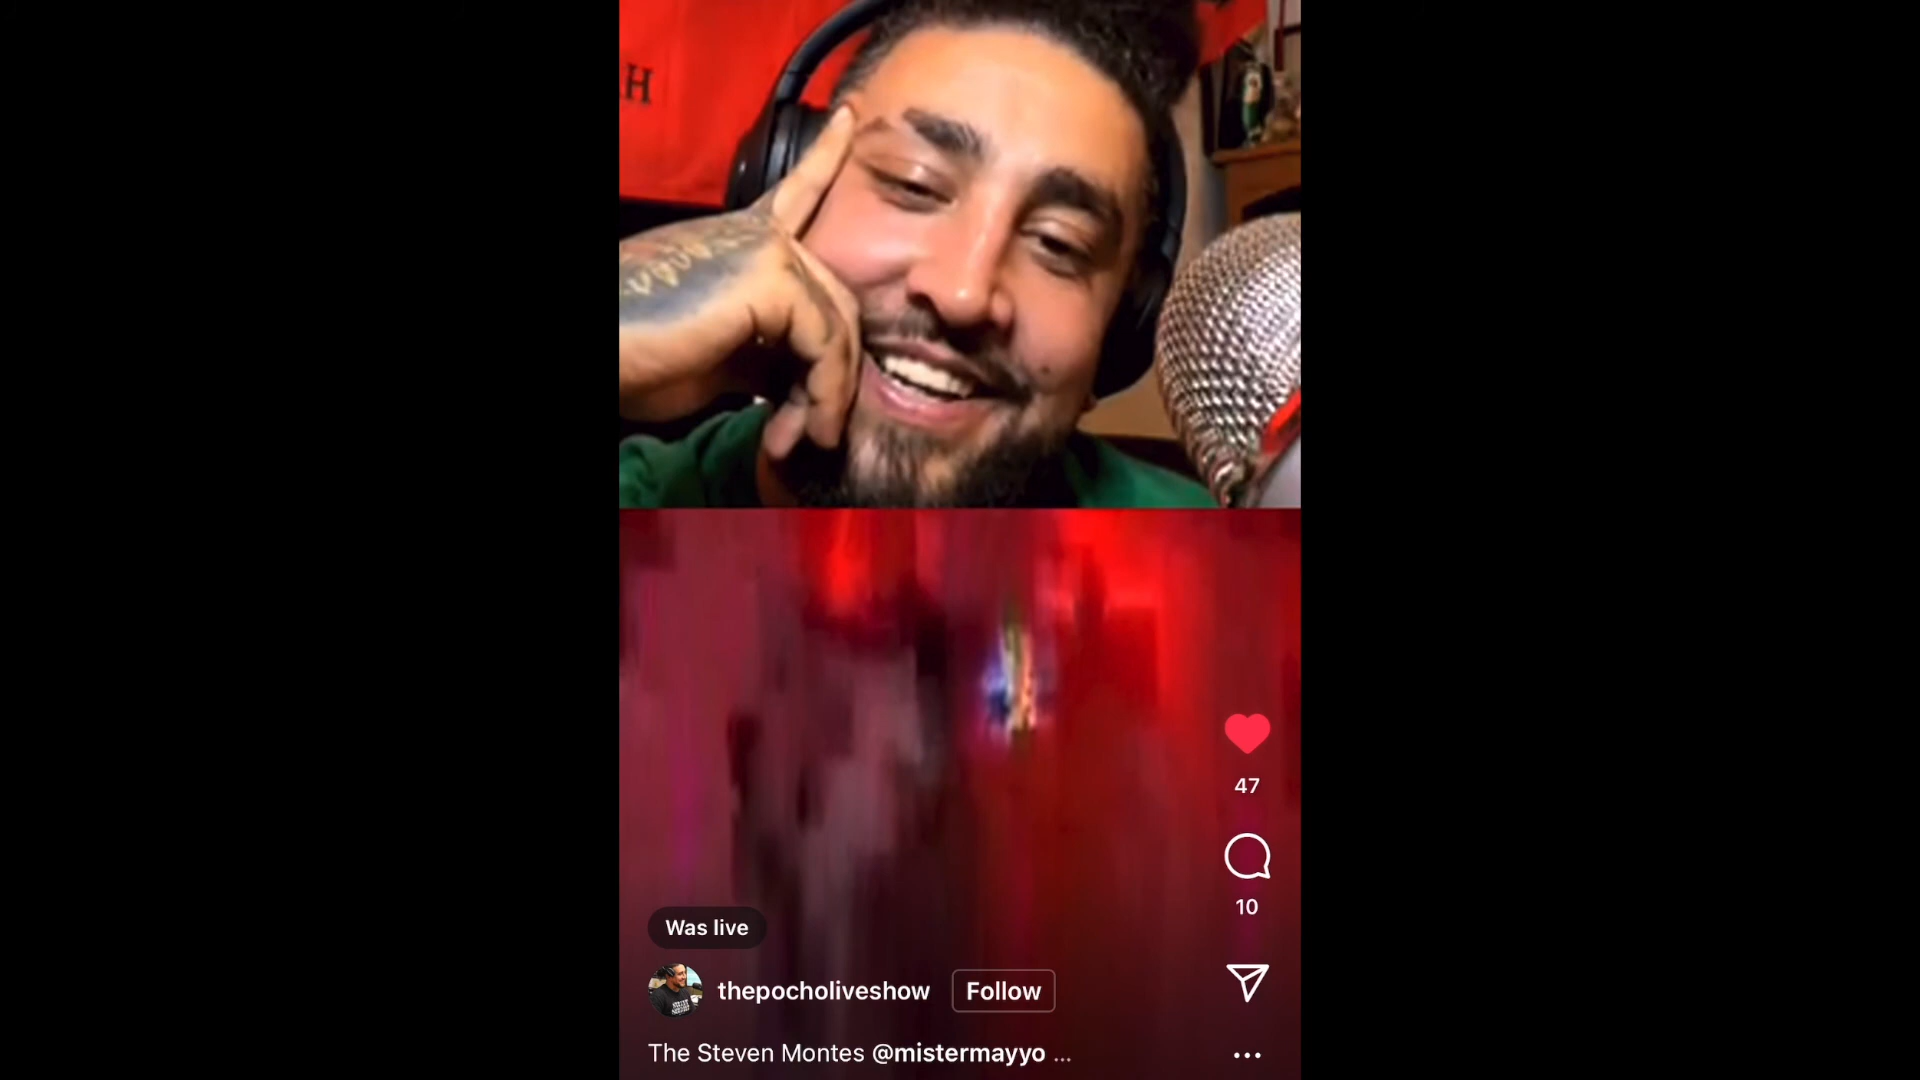 H
Was live
thepocholiveshow
Follow
The Steven Montes @mistermayyo ...
47
10